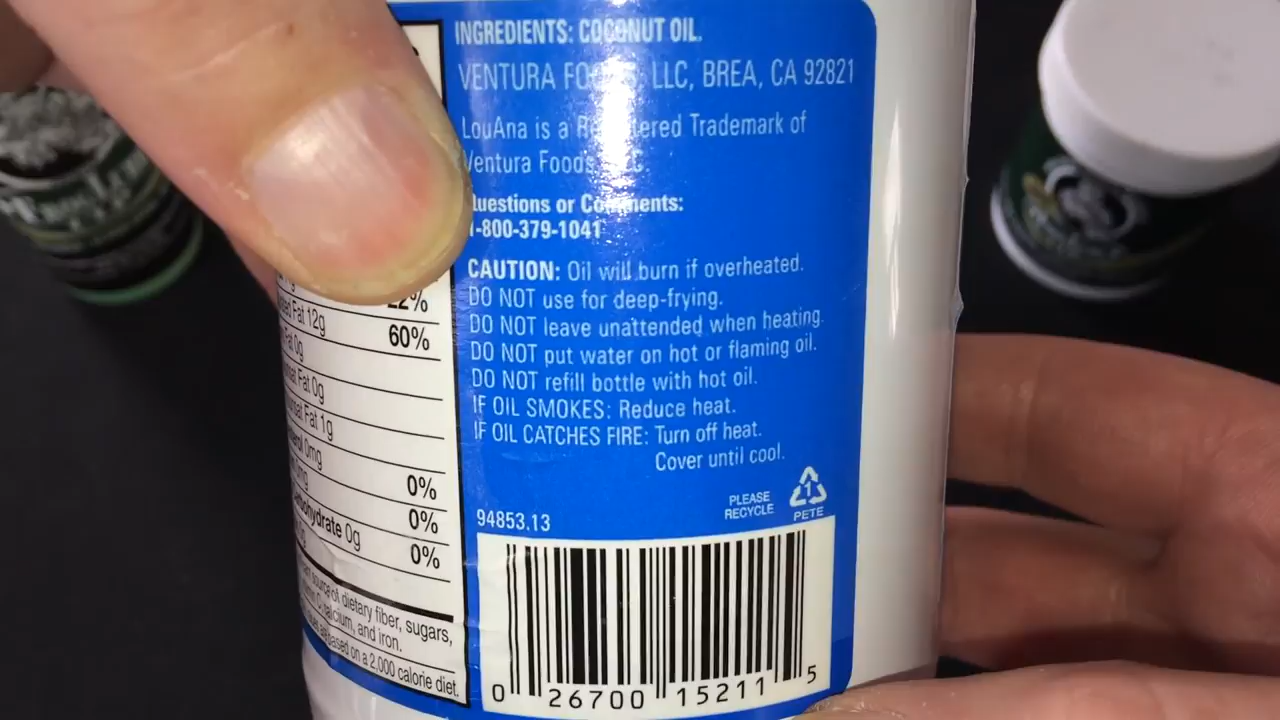 INGREDIENTS: COCONUT OIL.
VENTURA LLC, BREA, CA 92821
LouAna is a Trademark of
Ventura Foods
Questions or Comments:
1-800-379-1041
CAUTION: Oil will burn if overheated.
DO NOT use for deep-frying.
DO NOT leave unattended when heating.
DO NOT put water on hot or flaming oil.
DO NOT refill bottle with hot oil.
IF OIL SMOKES: Reduce heat.
IF OIL CATCHES FIRE: Turn off heat.
Cover until cool.
PLEASE
RECYCLE
1
PETE
94853.13
0 26700 15211 5
22%
Fat 12g 60%
Fat 0g
Fat 0g
Fat 1g
0mg 0%
0mg 0%
0g 0%
source of dietary fiber, sugars,
calcium, and iron.
based on a 2,000 calorie diet.